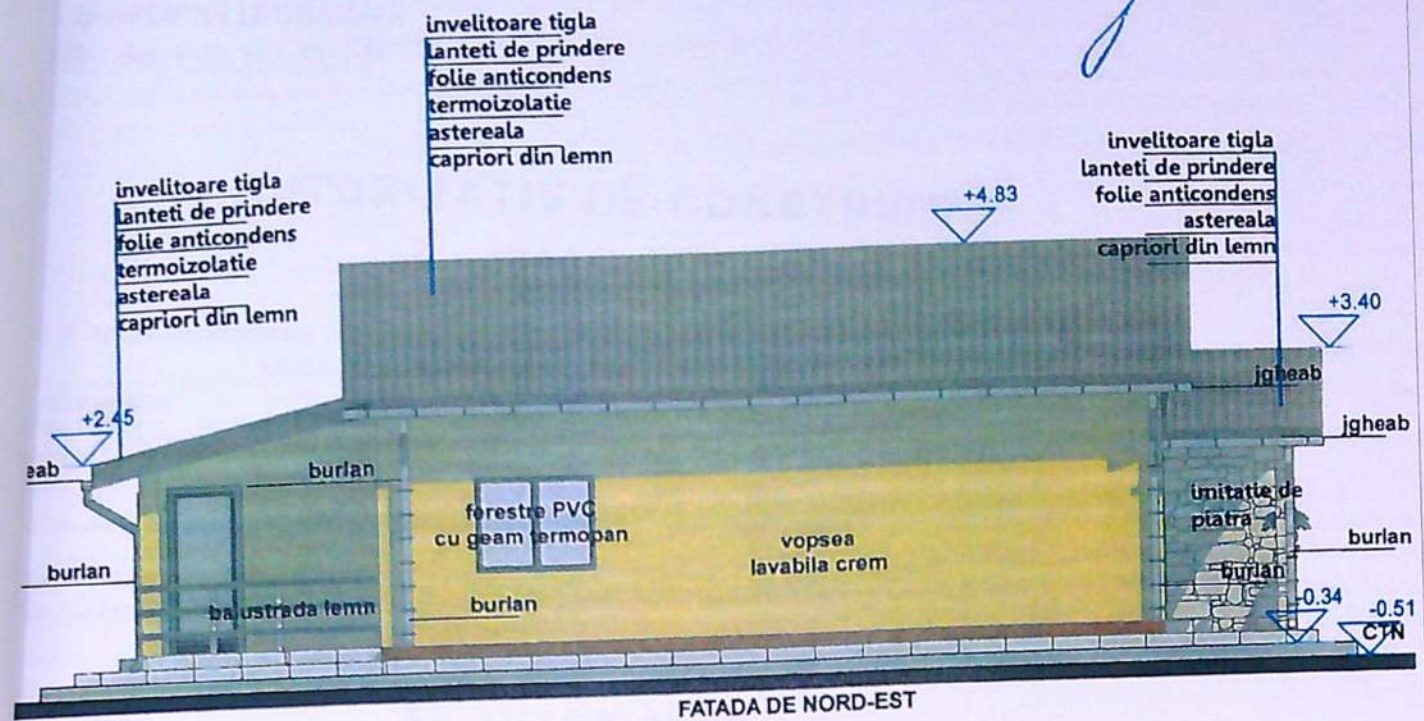 invelitoare tigla
lanteti de prindere
folie anticondens
termoizolatie
astereala
capriori din lemn
invelitoare tigla
lanteti de prindere
folie anticondens
termoizolatie
astereala
capriori din lemn
invelitoare tigla
lanteti de prindere
folie anticondens
astereala
capriori din lemn
+4.83
+3.40
+2.45
jgheab
jgheab
eab
burlan
ferestre PVC
cu geam termopan
vopsea
lavabila crem
imitatie de
piatra
burlan
burlan
burlan
balustrada lemn
burlan
-0.34
-0.51
CTN
FATADA DE NORD-EST